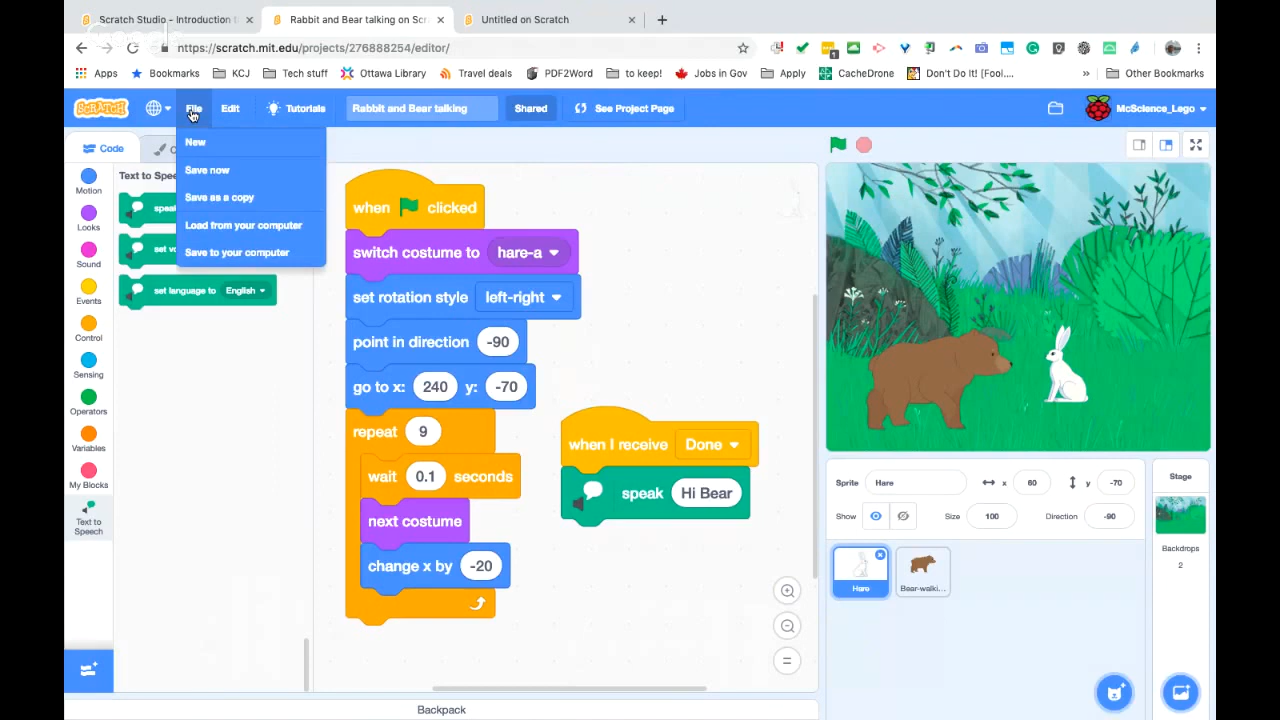 Scratch Studio - Introduction t
Rabbit and Bear talking on Scr
Untitled on Scratch
Google
https://scratch.mit.edu/projects/276888254/editor/
1
Apps
Bookmarks
KCJ
Tech stuff
Ottawa Library
Travel deals
PDF2Word
to keep!
Jobs in Gov
Apply
CacheDrone
Don't Do It! [Fool....
»
Other Bookmarks
SCRATCH
File
Edit
Tutorials
Rabbit and Bear talking
Shared
See Project Page
McScience_Lego
Code
C
New
Save now
Save as a copy
Load from your computer
Save to your computer
Motion
Looks
Sound
Events
Control
Sensing
Operators
Variables
My Blocks
Text to
Speech
Text to Spee
speak
set vo
set language to English
when clicked
switch costume to hare-a
set rotation style left-right
point in direction -90
go to x: 240 y: -70
repeat 9
wait 0.1 seconds
next costume
change x by -20
when I receive Done
speak Hi Bear
Sprite Hare x 60 y -70
Show Size 100 Direction -90
Hare
Bear-walki...
Stage
Backdrops
2
Backpack